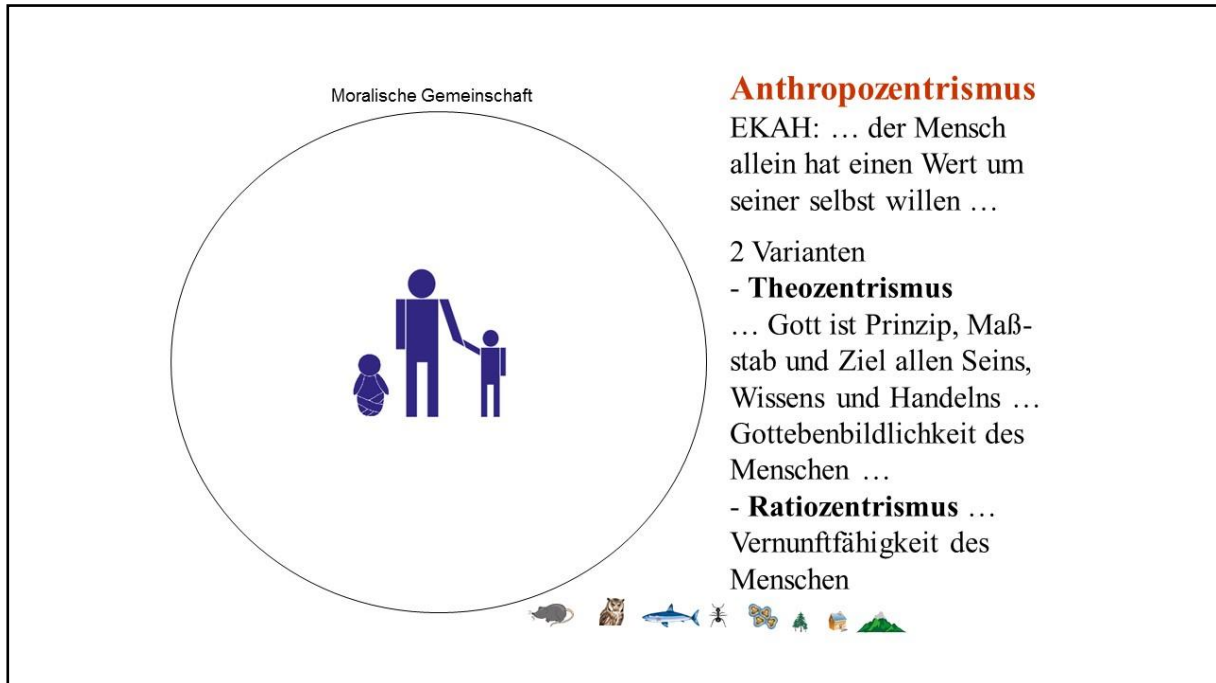 Moralische Gemeinschaft
Anthropozentrismus
EKAH: … der Mensch
allein hat einen Wert um
seiner selbst willen …
2 Varianten
- Theozentrismus
… Gott ist Prinzip, Maß-
stab und Ziel allen Seins,
Wissens und Handelns …
Gottebenbildlichkeit des
Menschen …
- Ratiozentrismus …
Vernunftfähigkeit des
Menschen